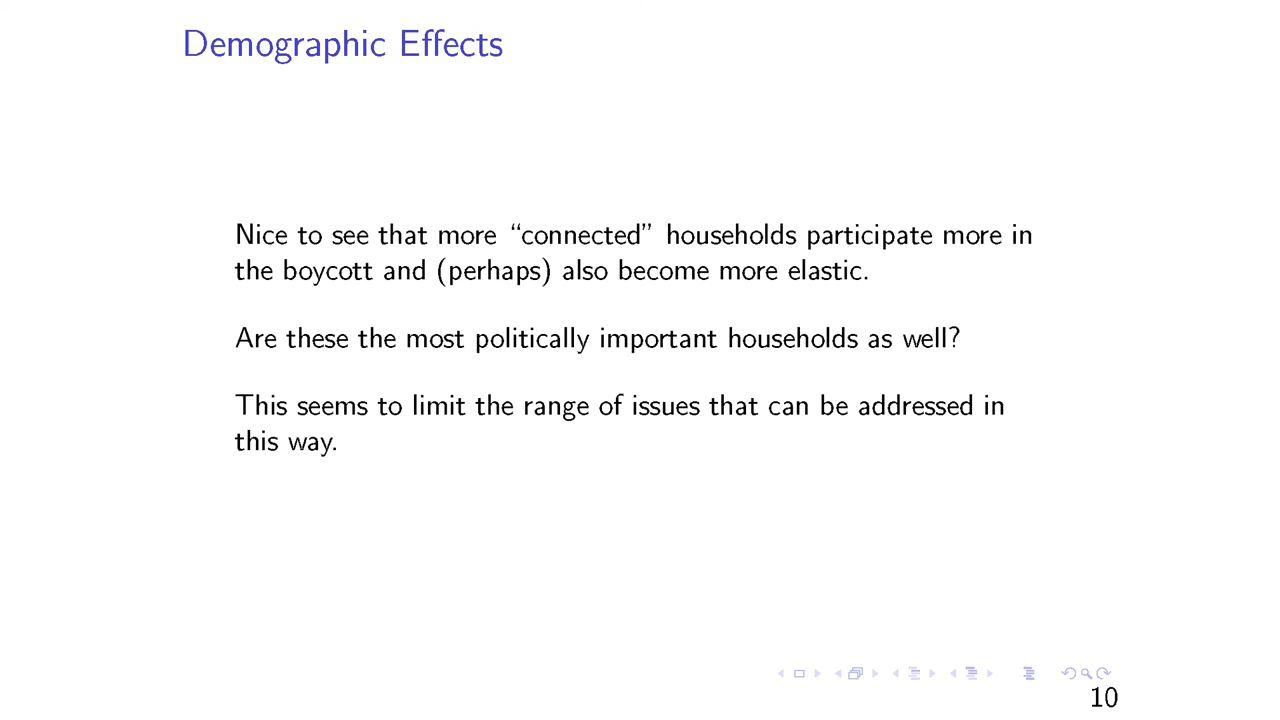 Demographic Effects
Nice to see that more “connected” households participate more in
the boycott and (perhaps) also become more elastic.
Are these the most politically important households as well?
This seems to limit the range of issues that can be addressed in
this way.
10